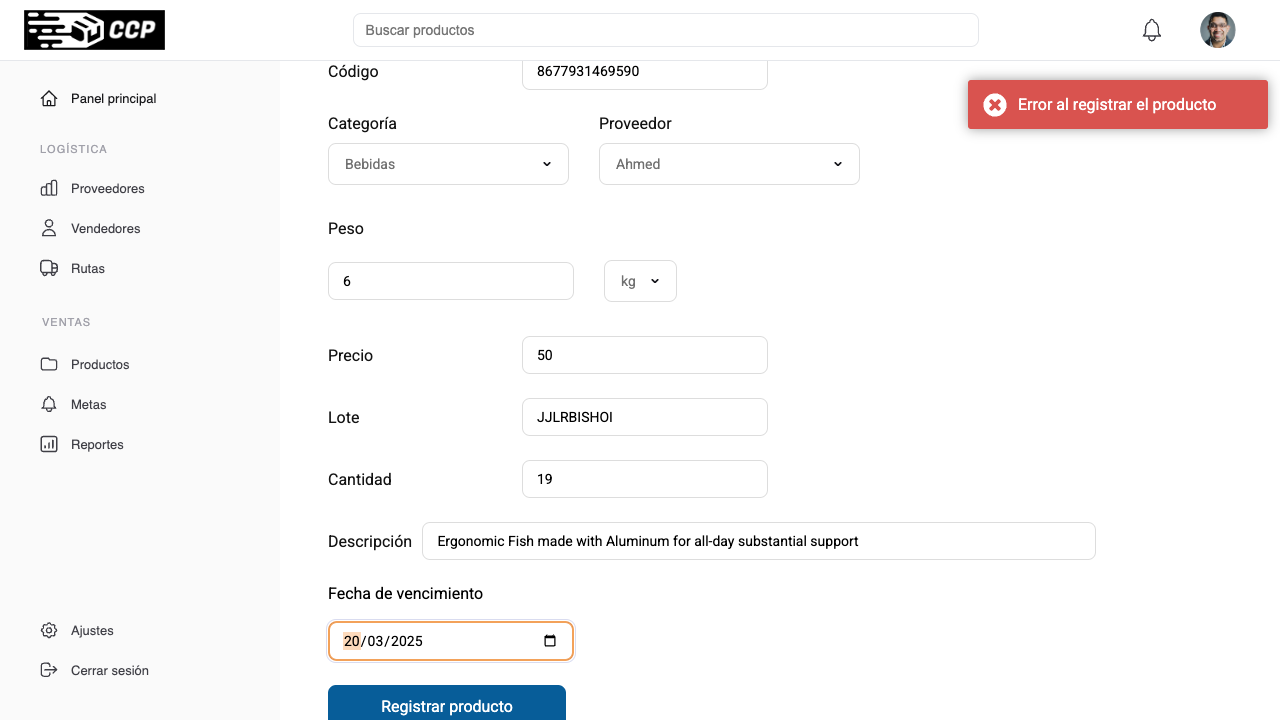 CCP
Buscar productos
Error al registrar el producto
Panel principal
LOGÍSTICA
Proveedores
Vendedores
Rutas
VENTAS
Productos
Metas
Reportes
Ajustes
Cerrar sesión
Código
8677931469590
Categoría
Proveedor
Bebidas
Ahmed
Peso
6
kg
Precio
50
Lote
JJLRBISHOI
Cantidad
19
Descripción
Ergonomic Fish made with Aluminum for all-day substantial support
Fecha de vencimiento
20/03/2025
Registrar producto